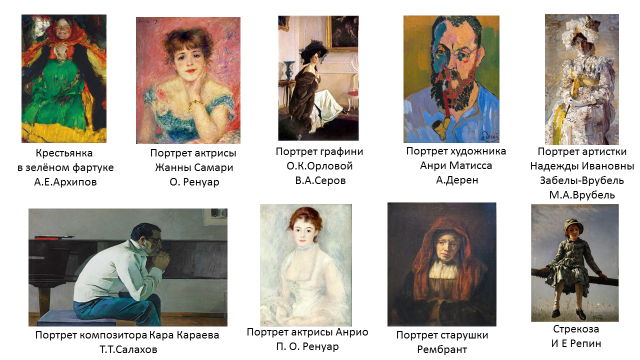 Крестьянка
в зелёном фартуке
А.Е.Архипов
Портрет актрисы
Жанны Самари
О. Ренуар
Портрет графини
О.К.Орловой
В.А.Серов
Портрет художника
Анри Матисса
А.Дерен
Портрет артистки
Надежды Ивановны
Забелы-Врубель
М.А.Врубель
Портрет композитора Кара Караева
Т.Т.Салахов
Портрет актрисы Анрио
П. О. Ренуар
Портрет старушки
Рембрант
Стрекоза
И Е Репин